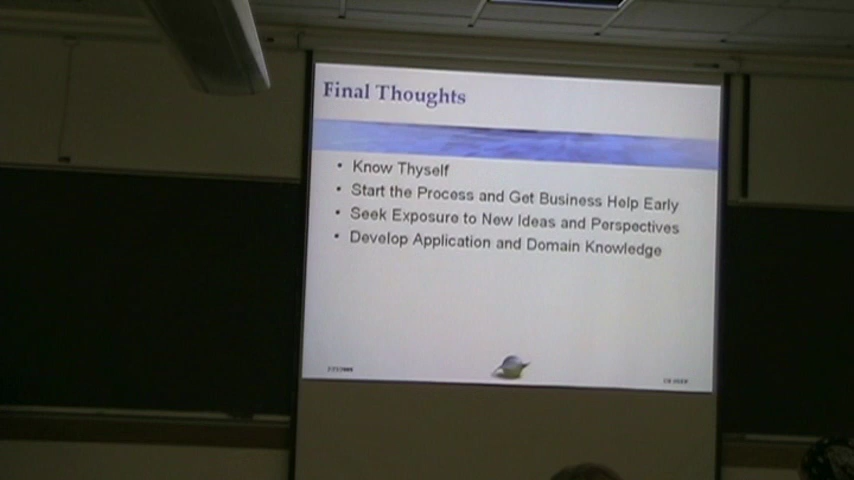 Final Thoughts
• Know Thyself
• Start the Process and Get Business Help Early
• Seek Exposure to New Ideas and Perspectives
• Develop Application and Domain Knowledge